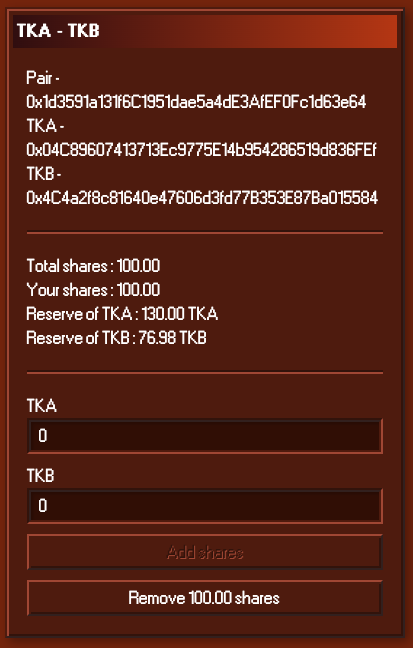 TKA - TKB
Pair -
0x1d3591a131f6C1951dae5a4dE3AfEF0Fc1d63e64
TKA -
0x04C89607413713Ec9775E14b954286519d836FEf
TKB -
0x4C4a2f8c81640e47606d3fd77B353E87Ba015584
Total shares : 100.00
Your shares : 100.00
Reserve of TKA : 130.00 TKA
Reserve of TKB : 76.98 TKB
TKA
0
TKB
0
Add shares
Remove 100.00 shares